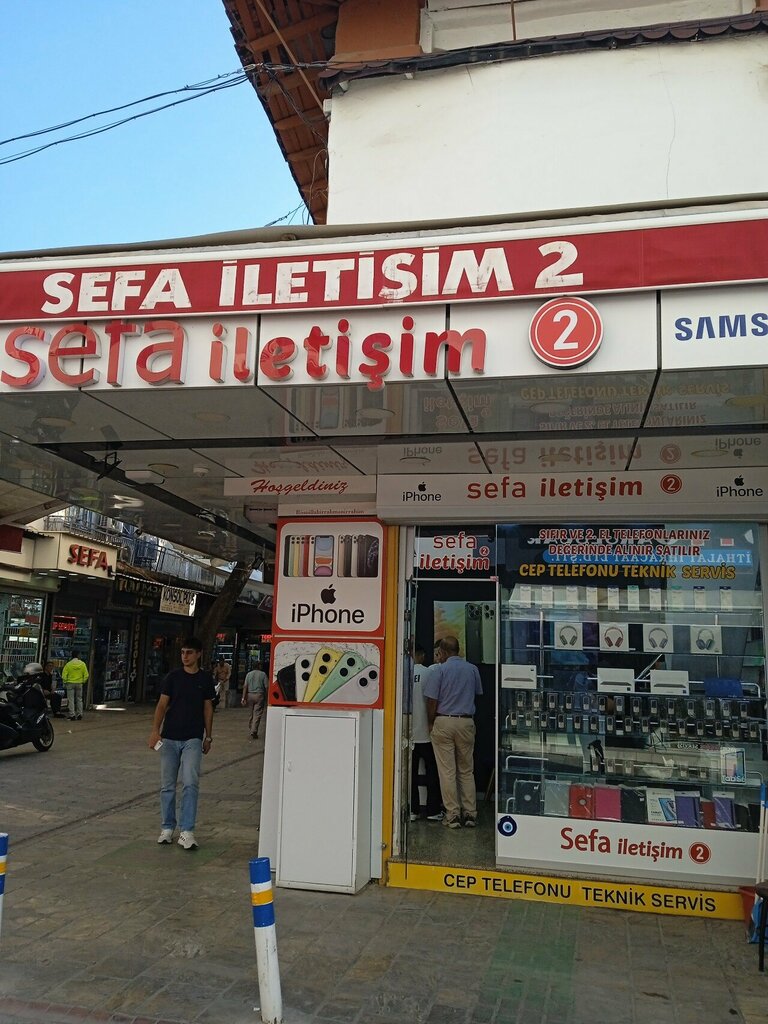 SEFA İLETİSİM 2
sefa iletişim 2
SAMS
Hoşgeldiniz
iPhone
sefa iletişim 2
iPhone
SEFA
iPhone
sefa
iletişim 2
SIFIR VE 2. EL TELEFONLARINIZ
DEĞERİNDE ALINIR SATILIR
CEP TELEFONU TEKNİK SERVİS
Sefa iletişim 2
CEP TELEFONU TEKNİK SERVİS